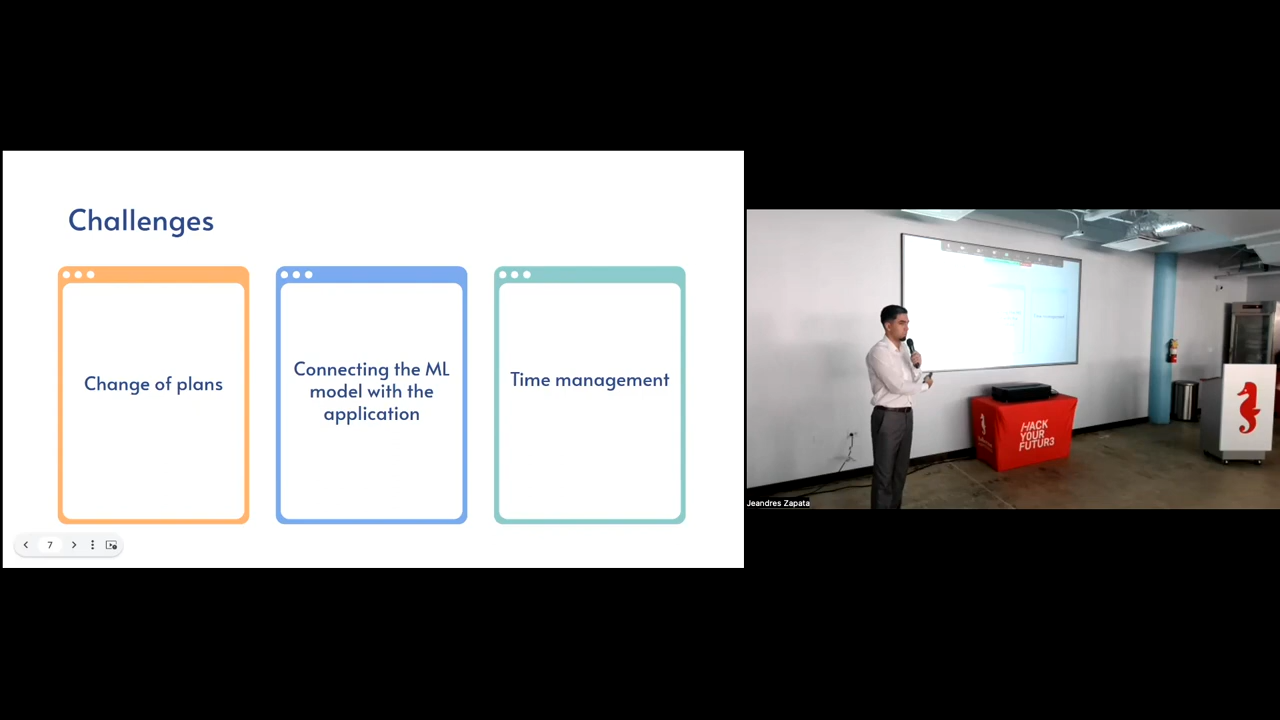 Challenges
Change of plans
Connecting the ML
model with the
application
Time management
7
HACK
YOUR
FUTUR3
Jeandres Zapata